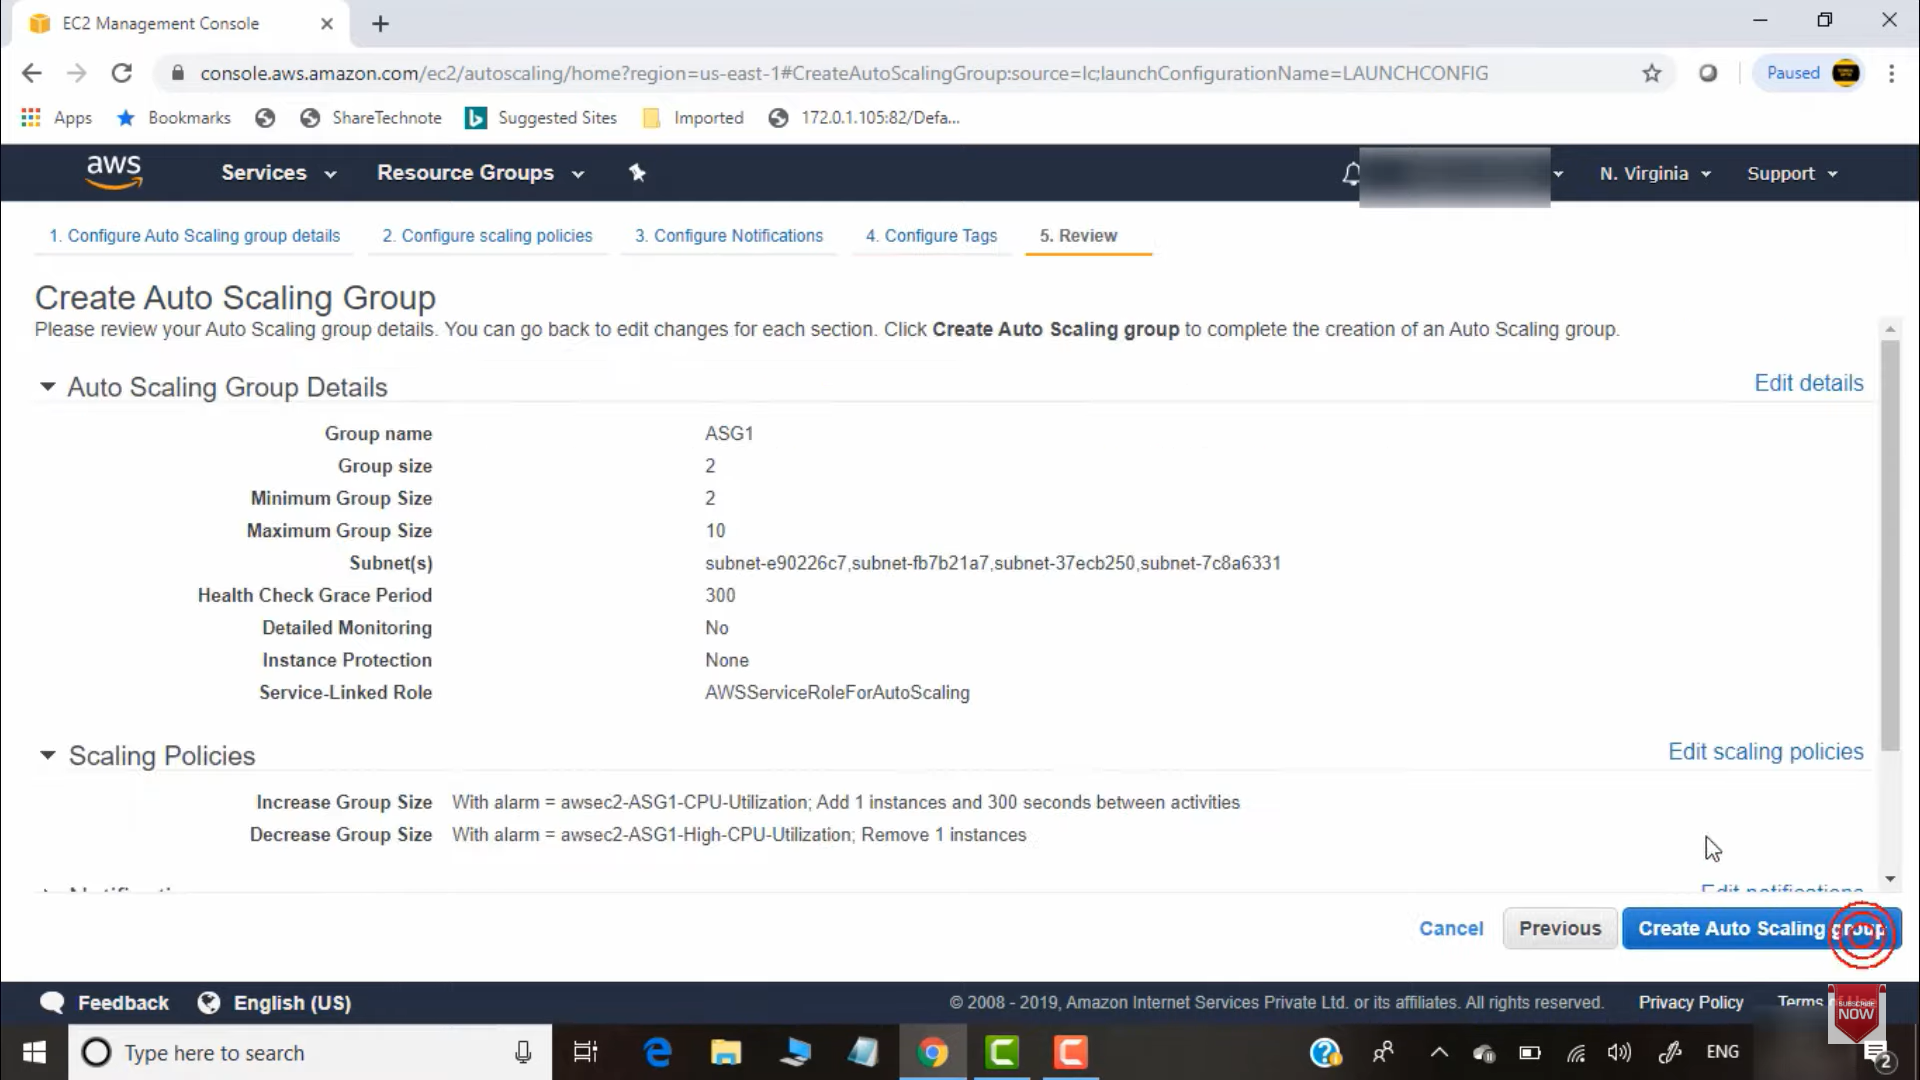 EC2 Management Console
console.aws.amazon.com/ec2/autoscaling/home?region=us-east-1#CreateAutoScalingGroup:source=lc;launchConfigurationName=LAUNCHCONFIG
Paused
Apps Bookmarks ShareTechnote Suggested Sites Imported 172.0.1.105:82/Defa...
aws Services Resource Groups N. Virginia Support
1. Configure Auto Scaling group details 2. Configure scaling policies 3. Configure Notifications 4. Configure Tags 5. Review
Create Auto Scaling Group
Please review your Auto Scaling group details. You can go back to edit changes for each section. Click Create Auto Scaling group to complete the creation of an Auto Scaling group.
Auto Scaling Group Details Edit details
Group name ASG1
Group size 2
Minimum Group Size 2
Maximum Group Size 10
Subnet(s) subnet-e90226c7,subnet-fb7b21a7,subnet-37ecb250,subnet-7c8a6331
Health Check Grace Period 300
Detailed Monitoring No
Instance Protection None
Service-Linked Role AWSServiceRoleForAutoScaling
Scaling Policies Edit scaling policies
Increase Group Size With alarm = awsec2-ASG1-CPU-Utilization; Add 1 instances and 300 seconds between activities
Decrease Group Size With alarm = awsec2-ASG1-High-CPU-Utilization; Remove 1 instances
Edit notifications
Cancel Previous Create Auto Scaling group
Feedback English (US) © 2008 - 2019, Amazon Internet Services Private Ltd. or its affiliates. All rights reserved. Privacy Policy Terms
SUBSCRIBE
NOW
Type here to search ENG 2